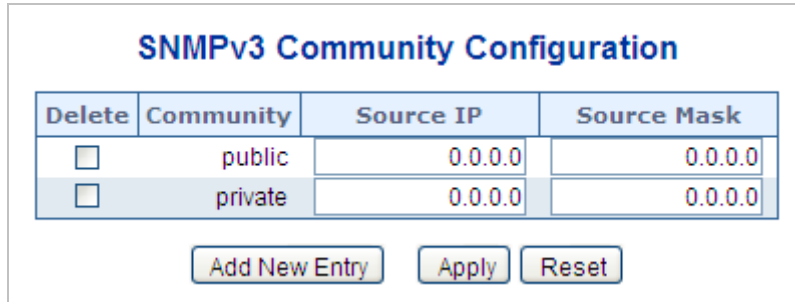 SNMPv3 Community Configuration
Delete Community Source IP Source Mask
public 0.0.0.0 0.0.0.0
private 0.0.0.0 0.0.0.0
Add New Entry Apply Reset